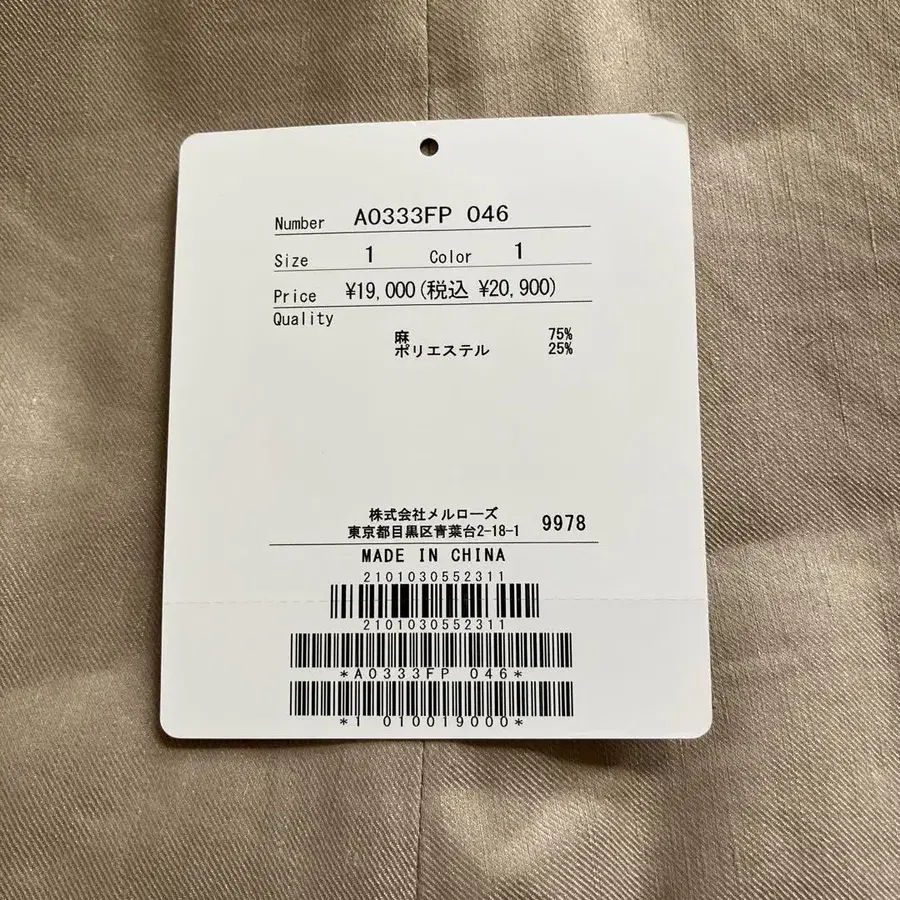 Number A0333FP 046
Size 1 Color 1
Price ¥19,000(税込 ¥20,900)
Quality
麻 75%
ポリエステル 25%
株式会社メルローズ
東京都目黒区青葉台2-18-1 9978
MADE IN CHINA
2101030552311
2101030552311
*A0333FP 046*
*1 010019000*